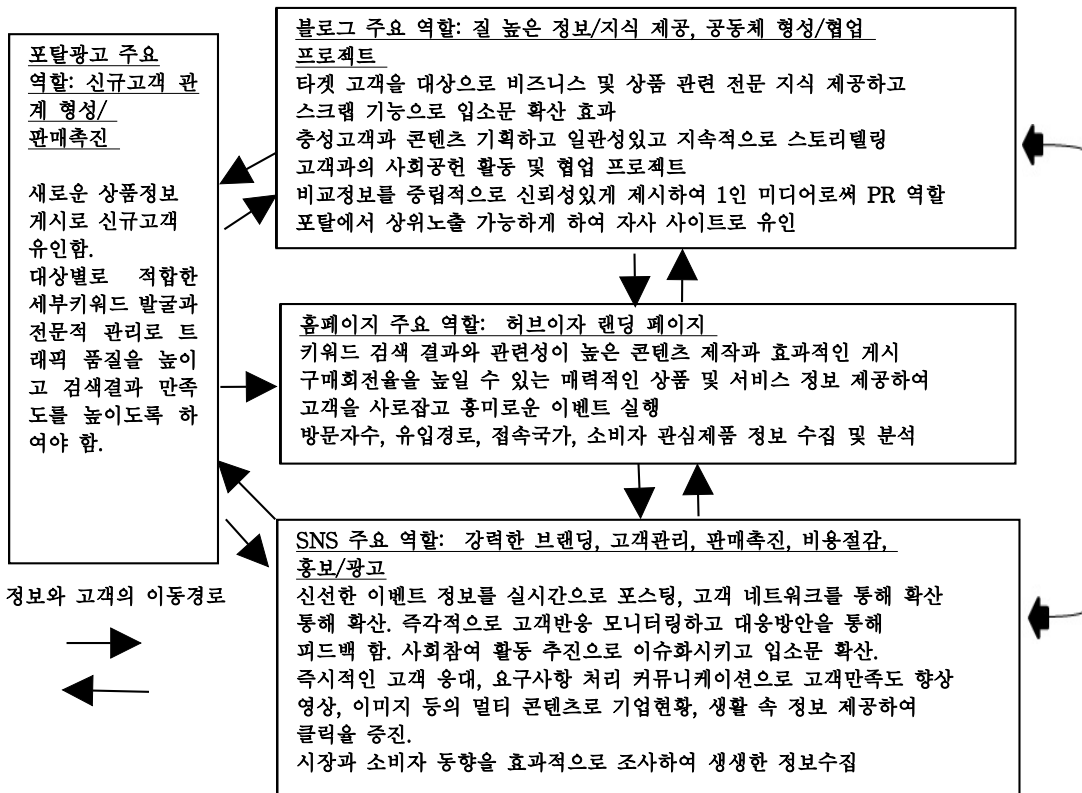 포탈광고 주요
역할: 신규고객 관
계 형성/
판매촉진
새로운 상품정보
게시로 신규고객
유인함.
대상별로 적합한
세부키워드 발굴과
전문적 관리로 트
래픽 품질을 높이
고 검색결과 만족
도를 높이도록 하
여야 함.
블로그 주요 역할: 질 높은 정보/지식 제공, 공동체 형성/협업
프로젝트
타겟 고객을 대상으로 비즈니스 및 상품 관련 전문 지식 제공하고
스크랩 기능으로 입소문 확산 효과
충성고객과 콘텐츠 기획하고 일관성있고 지속적으로 스토리텔링
고객과의 사회공헌 활동 및 협업 프로젝트
비교정보를 중립적으로 신뢰성있게 제시하여 1인 미디어로써 PR 역할
포탈에서 상위노출 가능하게 하여 자사 사이트로 유인
홈페이지 주요 역할: 허브이자 랜딩 페이지
키워드 검색 결과와 관련성이 높은 콘텐츠 제작과 효과적인 게시
구매회전율을 높일 수 있는 매력적인 상품 및 서비스 정보 제공하여
고객을 사로잡고 흥미로운 이벤트 실행
방문자수, 유입경로, 접속국가, 소비자 관심제품 정보 수집 및 분석
SNS 주요 역할: 강력한 브랜딩, 고객관리, 판매촉진, 비용절감,
홍보/광고
신선한 이벤트 정보를 실시간으로 포스팅, 고객 네트워크를 통해 확산
통해 확산. 즉각적으로 고객반응 모니터링하고 대응방안을 통해
피드백 함. 사회참여 활동 추진으로 이슈화시키고 입소문 확산.
즉시적인 고객 응대, 요구사항 처리 커뮤니케이션으로 고객만족도 향상
영상, 이미지 등의 멀티 콘텐츠로 기업현황, 생활 속 정보 제공하여
클릭율 증진.
시장과 소비자 동향을 효과적으로 조사하여 생생한 정보수집
정보와 고객의 이동경로